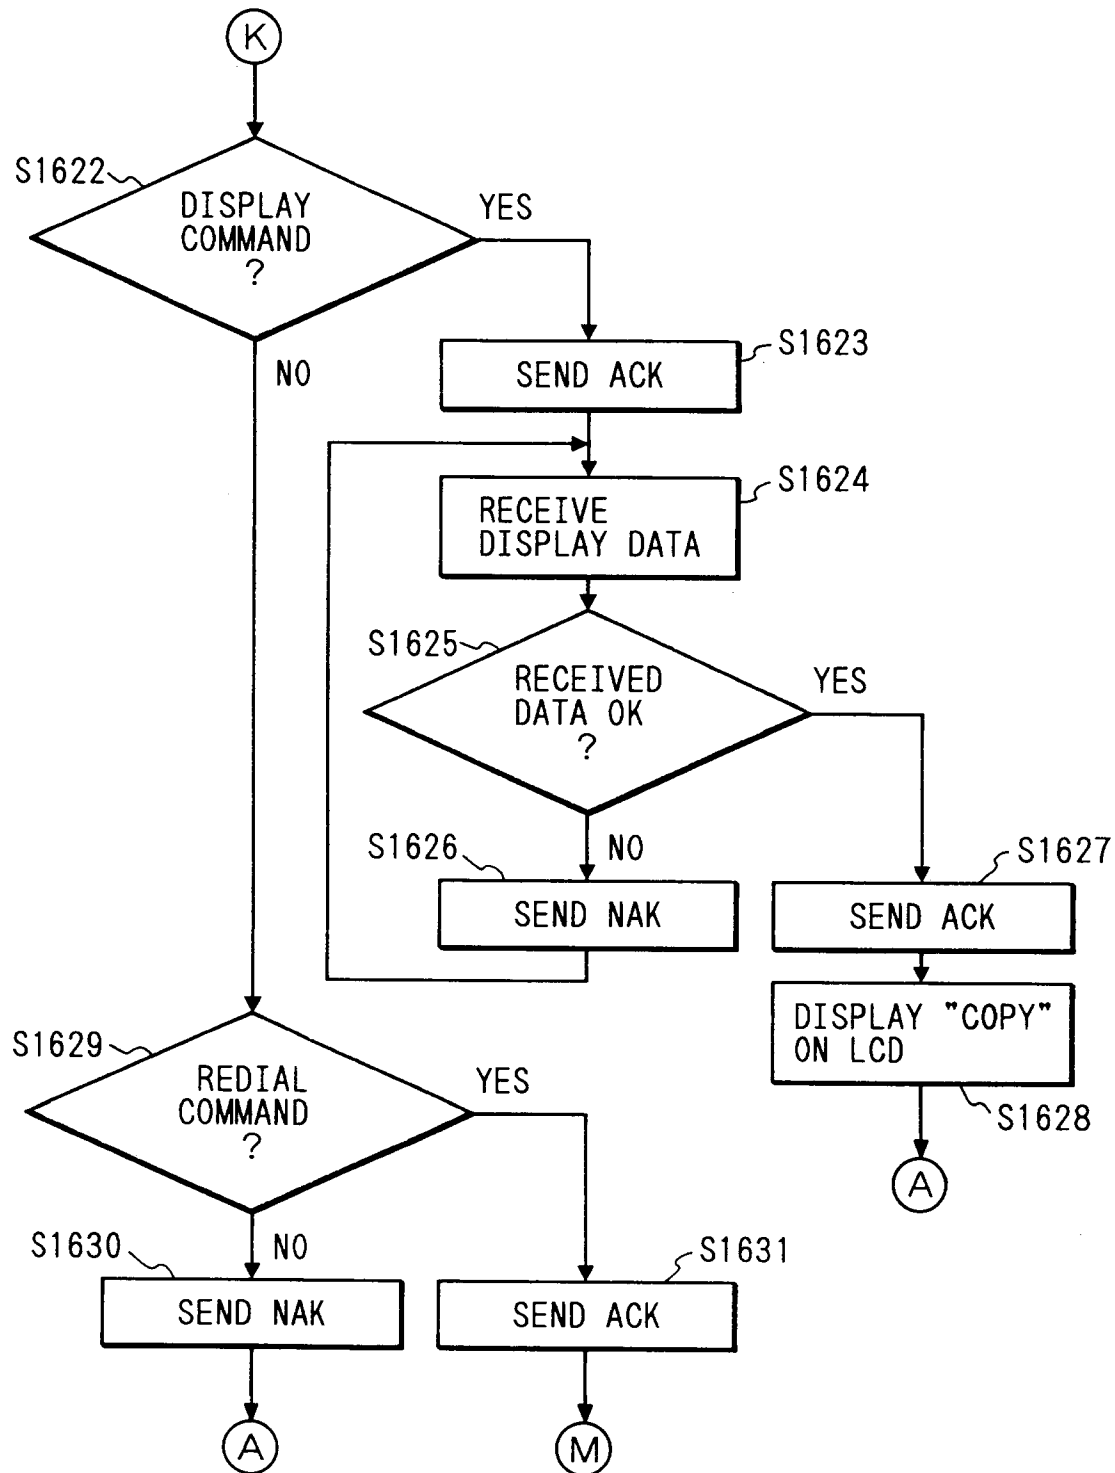 K
S1622
DISPLAY
COMMAND
?
YES
NO
S1623
SEND ACK
S1624
RECEIVE
DISPLAY DATA
S1625
RECEIVED
DATA OK
?
YES
NO
S1626
SEND NAK
S1627
SEND ACK
DISPLAY "COPY"
ON LCD
S1628
A
S1629
REDIAL
COMMAND
?
YES
NO
S1630
SEND NAK
A
S1631
SEND ACK
M